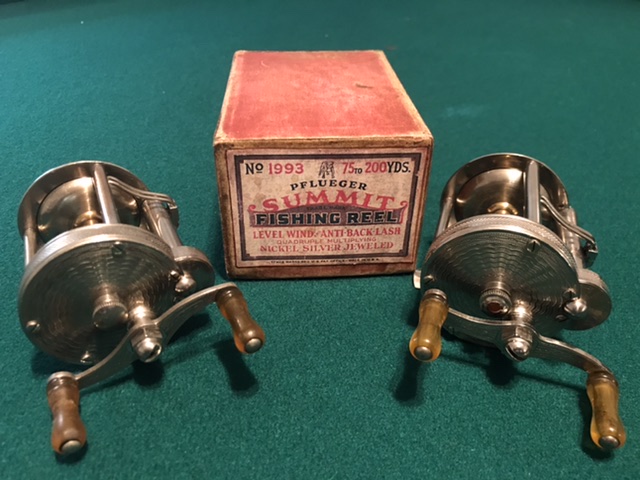 No 1993 75 TO 200 YDS.
PFLUEGER
SUMMIT
FISHING REEL
LEVEL WIND. ANTI-BACK-LASH
QUADRUPLE MULTIPLYING
NICKEL SILVER JEWELED